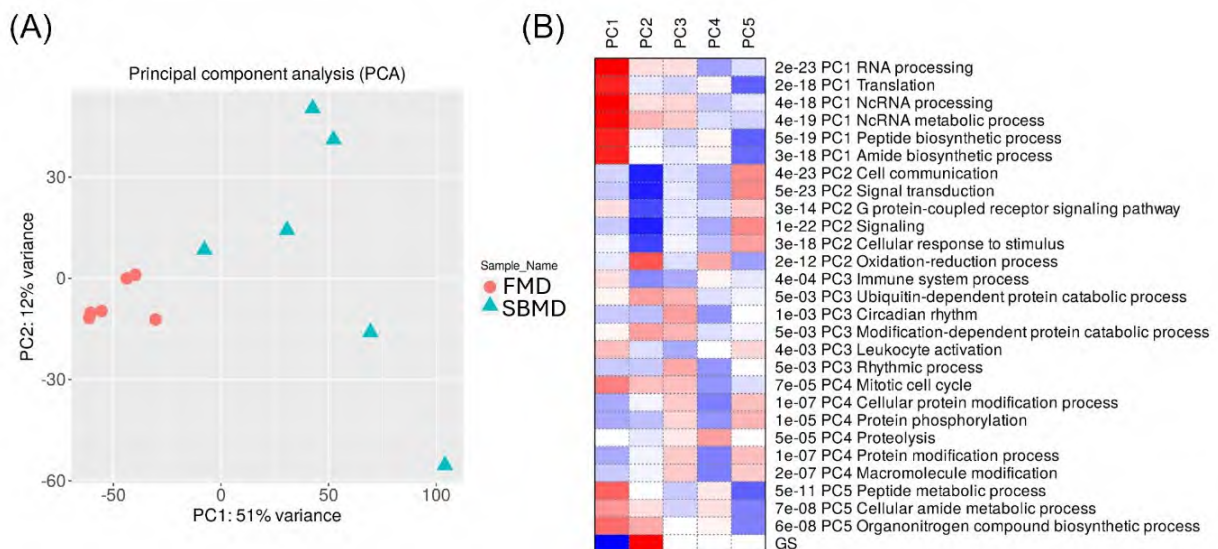 (A)
Principal component analysis (PCA)
PC2: 12% variance
30
0
-30
-60
-50
0
50
100
PC1: 51% variance
Sample_Name
FMD
SBMD
(B)
PC1 PC2 PC3 PC4 PC5
2e-23 PC1 RNA processing
2e-18 PC1 Translation
4e-18 PC1 NcRNA processing
4e-19 PC1 NcRNA metabolic process
5e-19 PC1 Peptide biosynthetic process
3e-18 PC1 Amide biosynthetic process
4e-23 PC2 Cell communication
5e-23 PC2 Signal transduction
3e-14 PC2 G protein-coupled receptor signaling pathway
1e-22 PC2 Signaling
3e-18 PC2 Cellular response to stimulus
2e-12 PC2 Oxidation-reduction process
4e-04 PC3 Immune system process
5e-03 PC3 Ubiquitin-dependent protein catabolic process
1e-03 PC3 Circadian rhythm
5e-03 PC3 Modification-dependent protein catabolic process
4e-03 PC3 Leukocyte activation
5e-03 PC3 Rhythmic process
7e-05 PC4 Mitotic cell cycle
1e-07 PC4 Cellular protein modification process
1e-05 PC4 Protein phosphorylation
5e-05 PC4 Proteolysis
1e-07 PC4 Protein modification process
2e-07 PC4 Macromolecule modification
5e-11 PC5 Peptide metabolic process
7e-08 PC5 Cellular amide metabolic process
6e-08 PC5 Organonitrogen compound biosynthetic process
GS